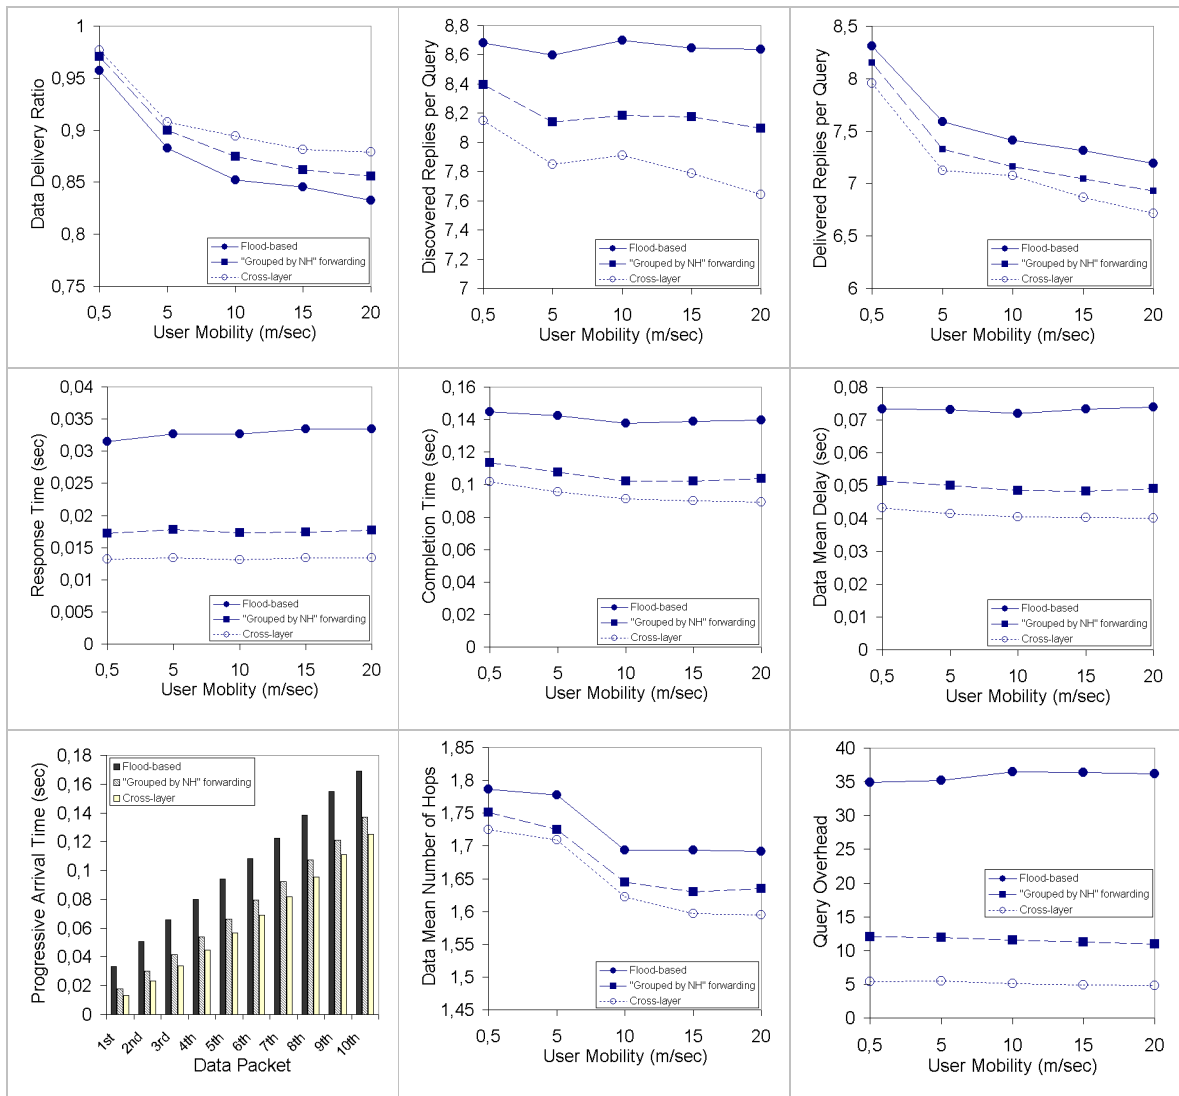 1
0,95
0,9
0,85
0,8
0,75
Data Delivery Ratio
Flood-based
"Grouped by NH" forwarding
Cross-layer
0,5 5 10 15 20
User Mobility (m/sec)
8,8
8,6
8,4
8,2
8
7,8
7,6
7,4
7,2
7
Discovered Replies per Query
Flood-based
"Grouped by NH" forwarding
Cross-layer
0,5 5 10 15 20
User Mobility (m/sec)
8,5
8
7,5
7
6,5
6
Delivered Replies per Query
Flood-based
"Grouped by NH" forwarding
Cross-layer
0,5 5 10 15 20
User Mobility (m/sec)
0,04
0,035
0,03
0,025
0,02
0,015
0,01
0,005
0
Response Time (sec)
Flood-based
"Grouped by NH" forwarding
Cross-layer
0,5 5 10 15 20
User Moblity (m/sec)
0,16
0,14
0,12
0,1
0,08
0,06
0,04
0,02
0
Completion Time (sec)
Flood-based
"Grouped by NH" forwarding
Cross-layer
0,5 5 10 15 20
User Mobility (m/sec)
0,08
0,07
0,06
0,05
0,04
0,03
0,02
0,01
0
Data Mean Delay (sec)
Flood-based
"Grouped by NH" forwarding
Cross-layer
0,5 5 10 15 20
User Mobility (m/sec)
0,18
0,16
0,14
0,12
0,1
0,08
0,06
0,04
0,02
0
Progressive Arrival Time (sec)
Flood-based
"Grouped by NH" forwarding
Cross-layer
1st 2nd 3rd 4th 5th 6th 7th 8th 9th 10th
Data Packet
1,85
1,8
1,75
1,7
1,65
1,6
1,55
1,5
1,45
Data Mean Number of Hops
Flood-based
"Grouped by NH" forwarding
Cross-layer
0,5 5 10 15 20
User Mobility (m/sec)
40
35
30
25
20
15
10
5
0
Query Overhead
Flood-based
"Grouped by NH" forwarding
Cross-layer
0,5 5 10 15 20
User Mobility (m/sec)